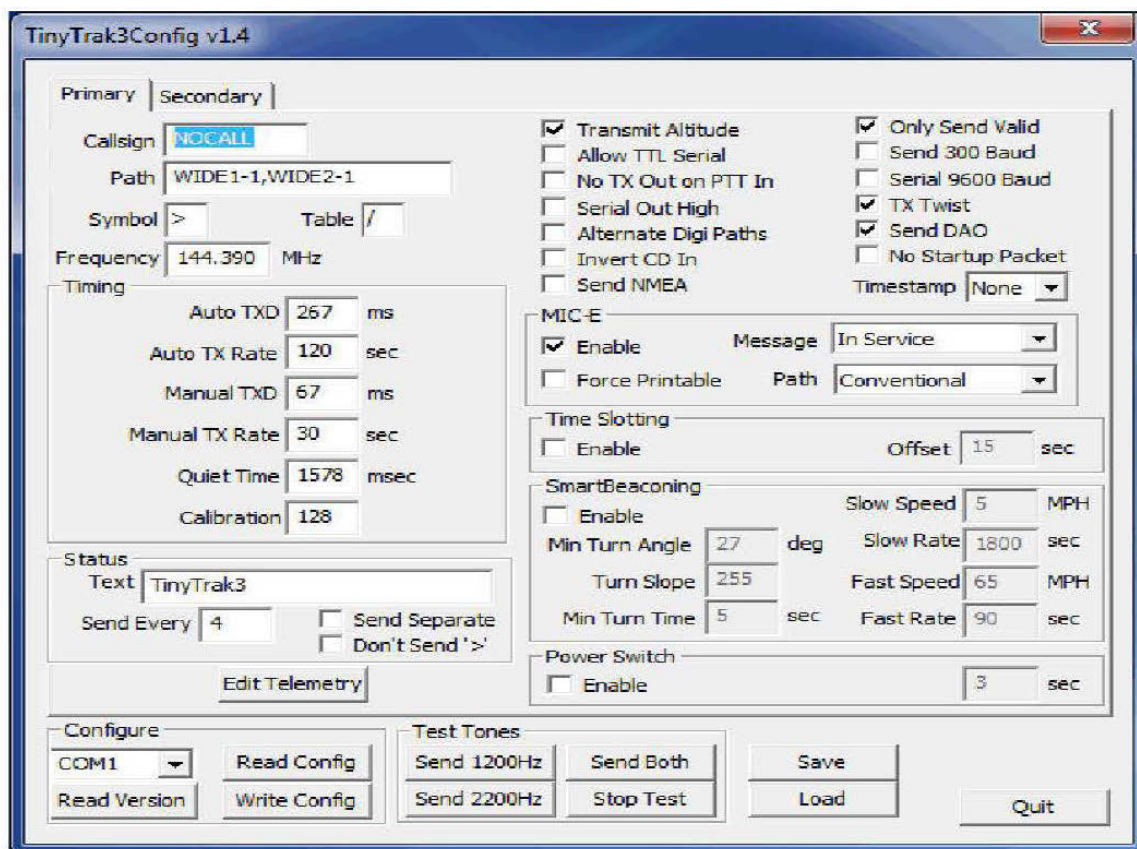 TinyTrak3Config v1.4
Primary
Secondary
Callsign NOCALL
Path WIDE1-1,WIDE2-1
Symbol > Table /
Frequency 144.390 MHz
Timing
Auto TXD 267 ms
Auto TX Rate 120 sec
Manual TXD 67 ms
Manual TX Rate 30 sec
Quiet Time 1578 msec
Calibration 128
Status
Text TinyTrak3
Send Every 4
Send Separate
Don't Send '>'
Edit Telemetry
Transmit Altitude
Allow TTL Serial
No TX Out on PTT In
Serial Out High
Alternate Digi Paths
Invert CD In
Send NMEA
Only Send Valid
Send 300 Baud
Serial 9600 Baud
TX Twist
Send DAO
No Startup Packet
Timestamp None
MIC-E
Enable Message In Service
Force Printable Path Conventional
Time Slotting
Enable Offset 15 sec
SmartBeaconing
Enable
Min Turn Angle 27 deg
Turn Slope 255
Min Turn Time 5 sec
Slow Speed 5 MPH
Slow Rate 1800 sec
Fast Speed 65 MPH
Fast Rate 90 sec
Power Switch
Enable 3 sec
Configure
COM1 Read Config
Read Version Write Config
Test Tones
Send 1200Hz Send Both
Send 2200Hz Stop Test
Save
Load
Quit